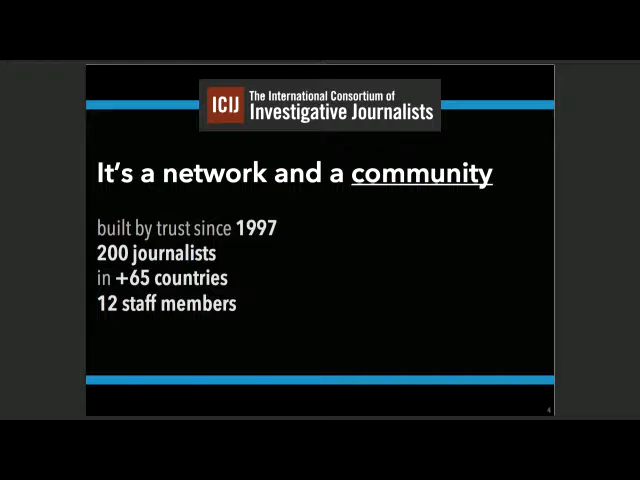 ICIJ The International Consortium of
Investigative Journalists
It's a network and a community
built by trust since 1997
200 journalists
in +65 countries
12 staff members
4